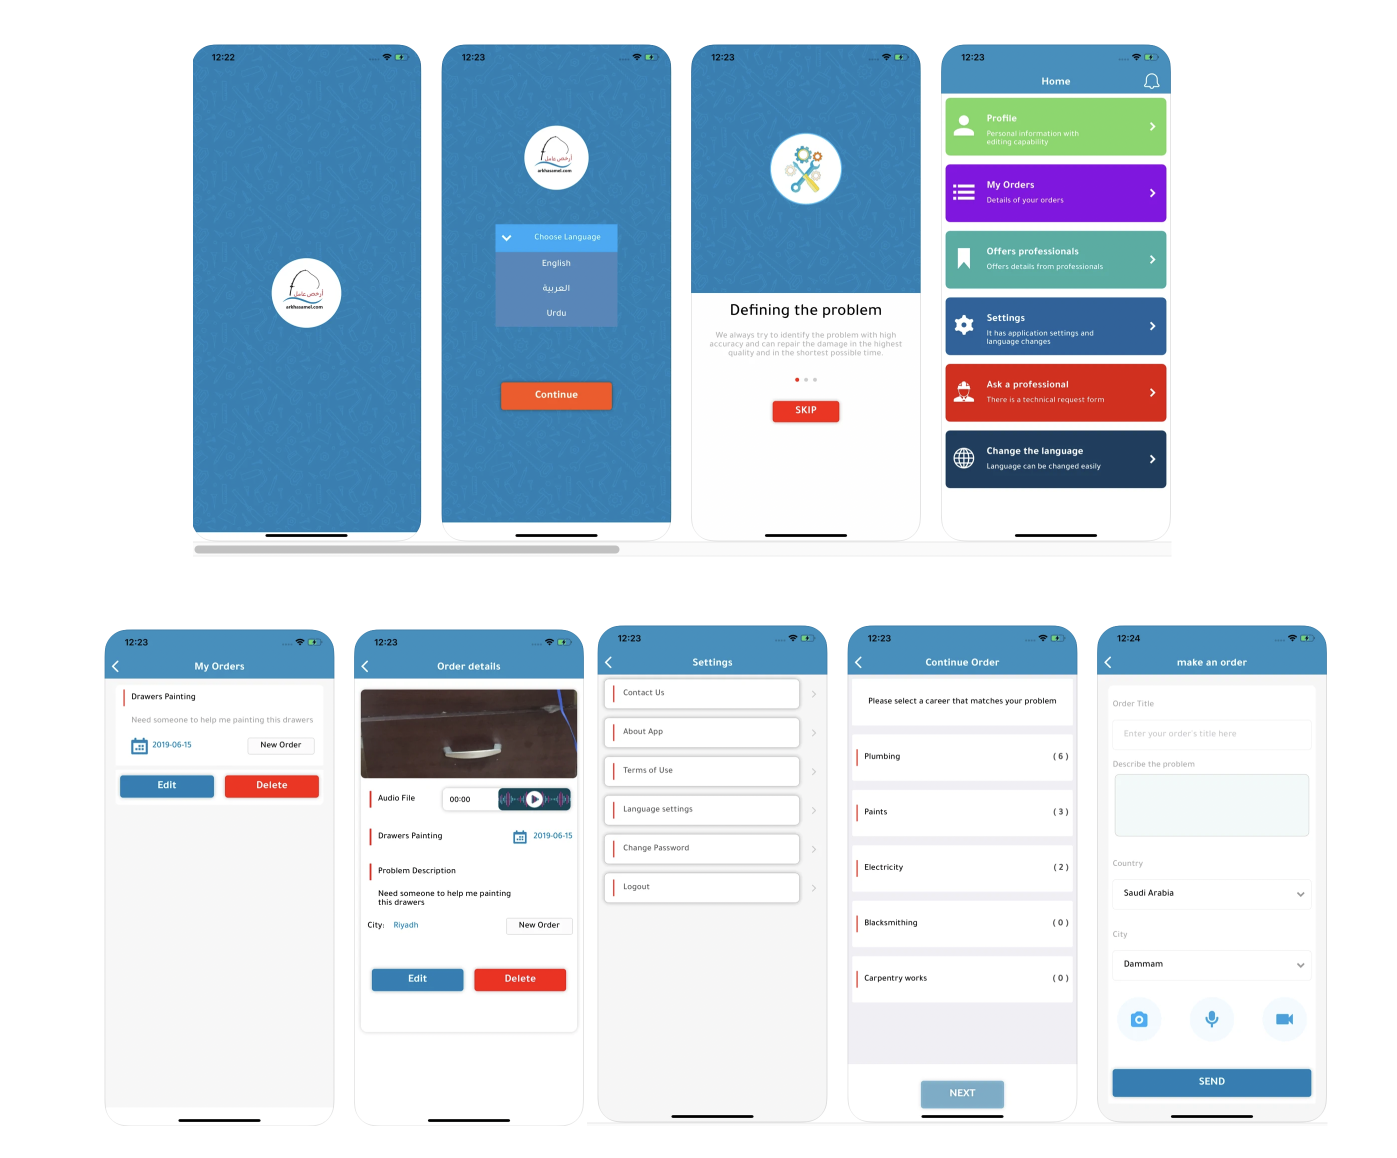 12:22
أرخص عامل
arkhasamel.com
12:23
أرخص عامل
arkhasamel.com
Choose Language
English
العربية
Urdu
Continue
12:23
Defining the problem
We always try to identify the problem with high
accuracy and can repair the damage in the highest
quality and in the shortest possible time.
SKIP
12:23
Home
Profile
Personal information with
editing capability
My Orders
Details of your orders
Offers professionals
Offers details from professionals
Settings
It has application settings and
language changes
Ask a professional
There is a technical request form
Change the language
Language can be changed easily
12:23
My Orders
Drawers Painting
Need someone to help me painting this drawers
2019-06-15
New Order
Edit
Delete
12:23
Order details
Audio File
00:00
Drawers Painting
2019-06-15
Problem Description
Need someone to help me painting
this drawers
City: Riyadh
New Order
Edit
Delete
12:23
Settings
Contact Us
About App
Terms of Use
Language settings
Change Password
Logout
12:23
Continue Order
Please select a career that matches your problem
Plumbing ( 6 )
Paints ( 3 )
Electricity ( 2 )
Blacksmithing ( 0 )
Carpentry works ( 0 )
NEXT
12:24
make an order
Order Title
Enter your order's title here
Describe the problem
Country
Saudi Arabia
City
Dammam
SEND